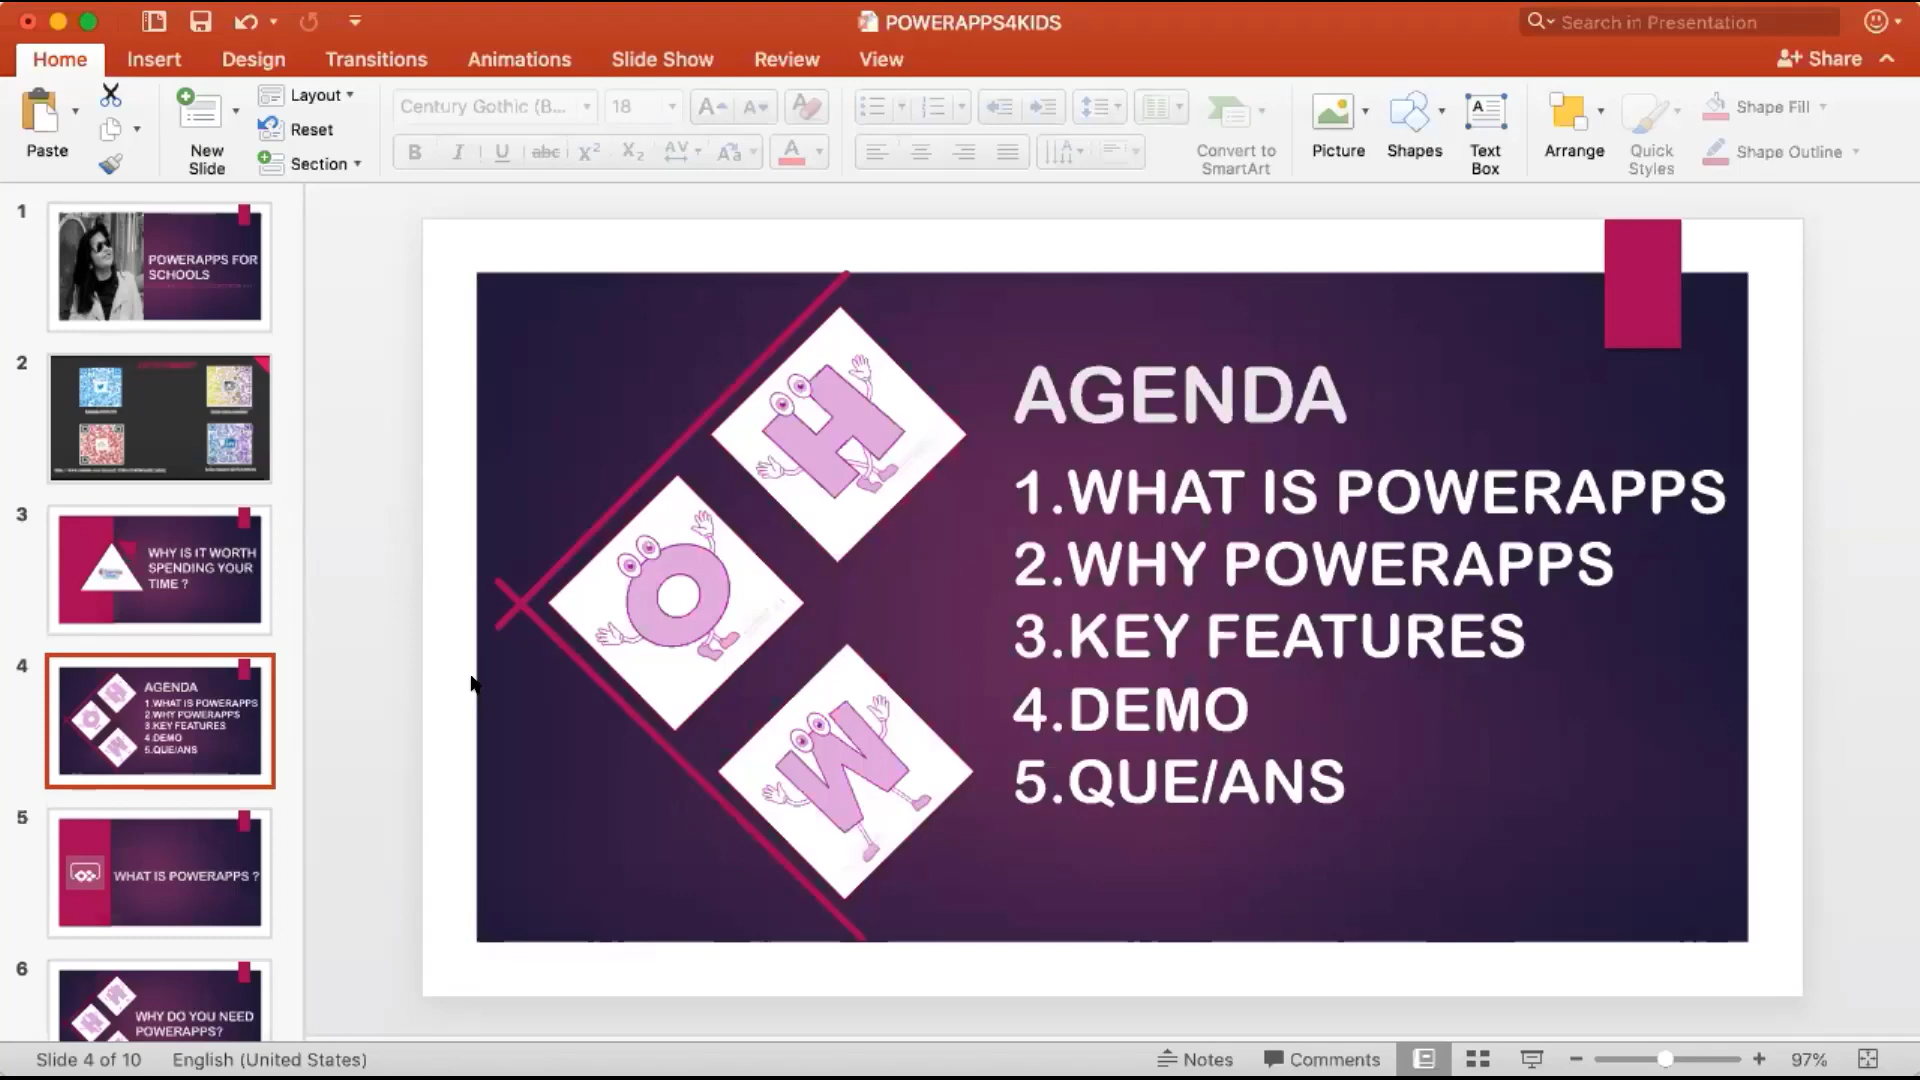 POWERAPPS4KIDS
Search in Presentation
Home
Insert
Design
Transitions
Animations
Slide Show
Review
View
Share
Paste
New
Slide
Layout
Reset
Section
Century Gothic (B...
18
B
I
U
abc
X²
X₂
AV
Aa
A
Convert to
SmartArt
Picture
Shapes
Text
Box
Arrange
Quick
Styles
Shape Fill
Shape Outline
1
POWERAPPS FOR
SCHOOLS
2
3
WHY IS IT WORTH
SPENDING YOUR
TIME ?
4
AGENDA
1.WHAT IS POWERAPPS
2.WHY POWERAPPS
3.KEY FEATURES
4.DEMO
5.QUE/ANS
5
WHAT IS POWERAPPS ?
6
WHY DO YOU NEED
POWERAPPS?
H
O
W
AGENDA
1.WHAT IS POWERAPPS
2.WHY POWERAPPS
3.KEY FEATURES
4.DEMO
5.QUE/ANS
Slide 4 of 10
English (United States)
Notes
Comments
97%